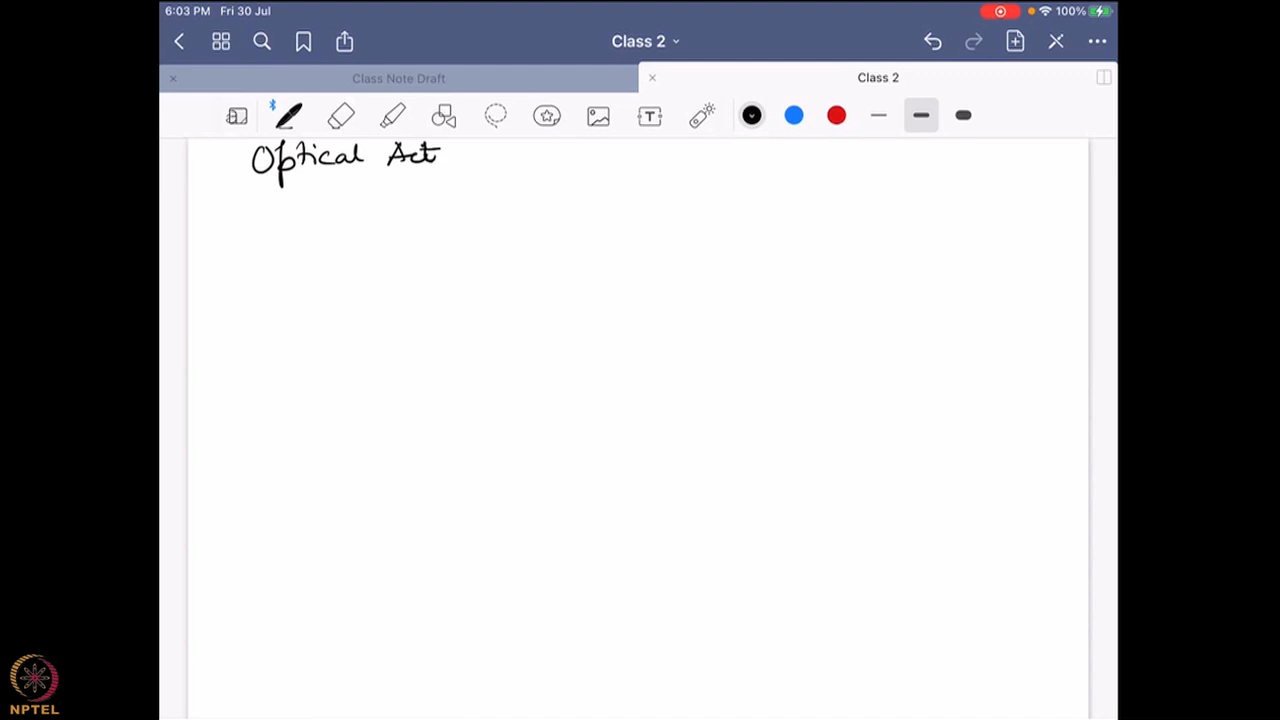 6:03 PM Fri 30 Jul
100%
Class 2
Class Note Draft
Class 2
T
Optical Act
NPTEL